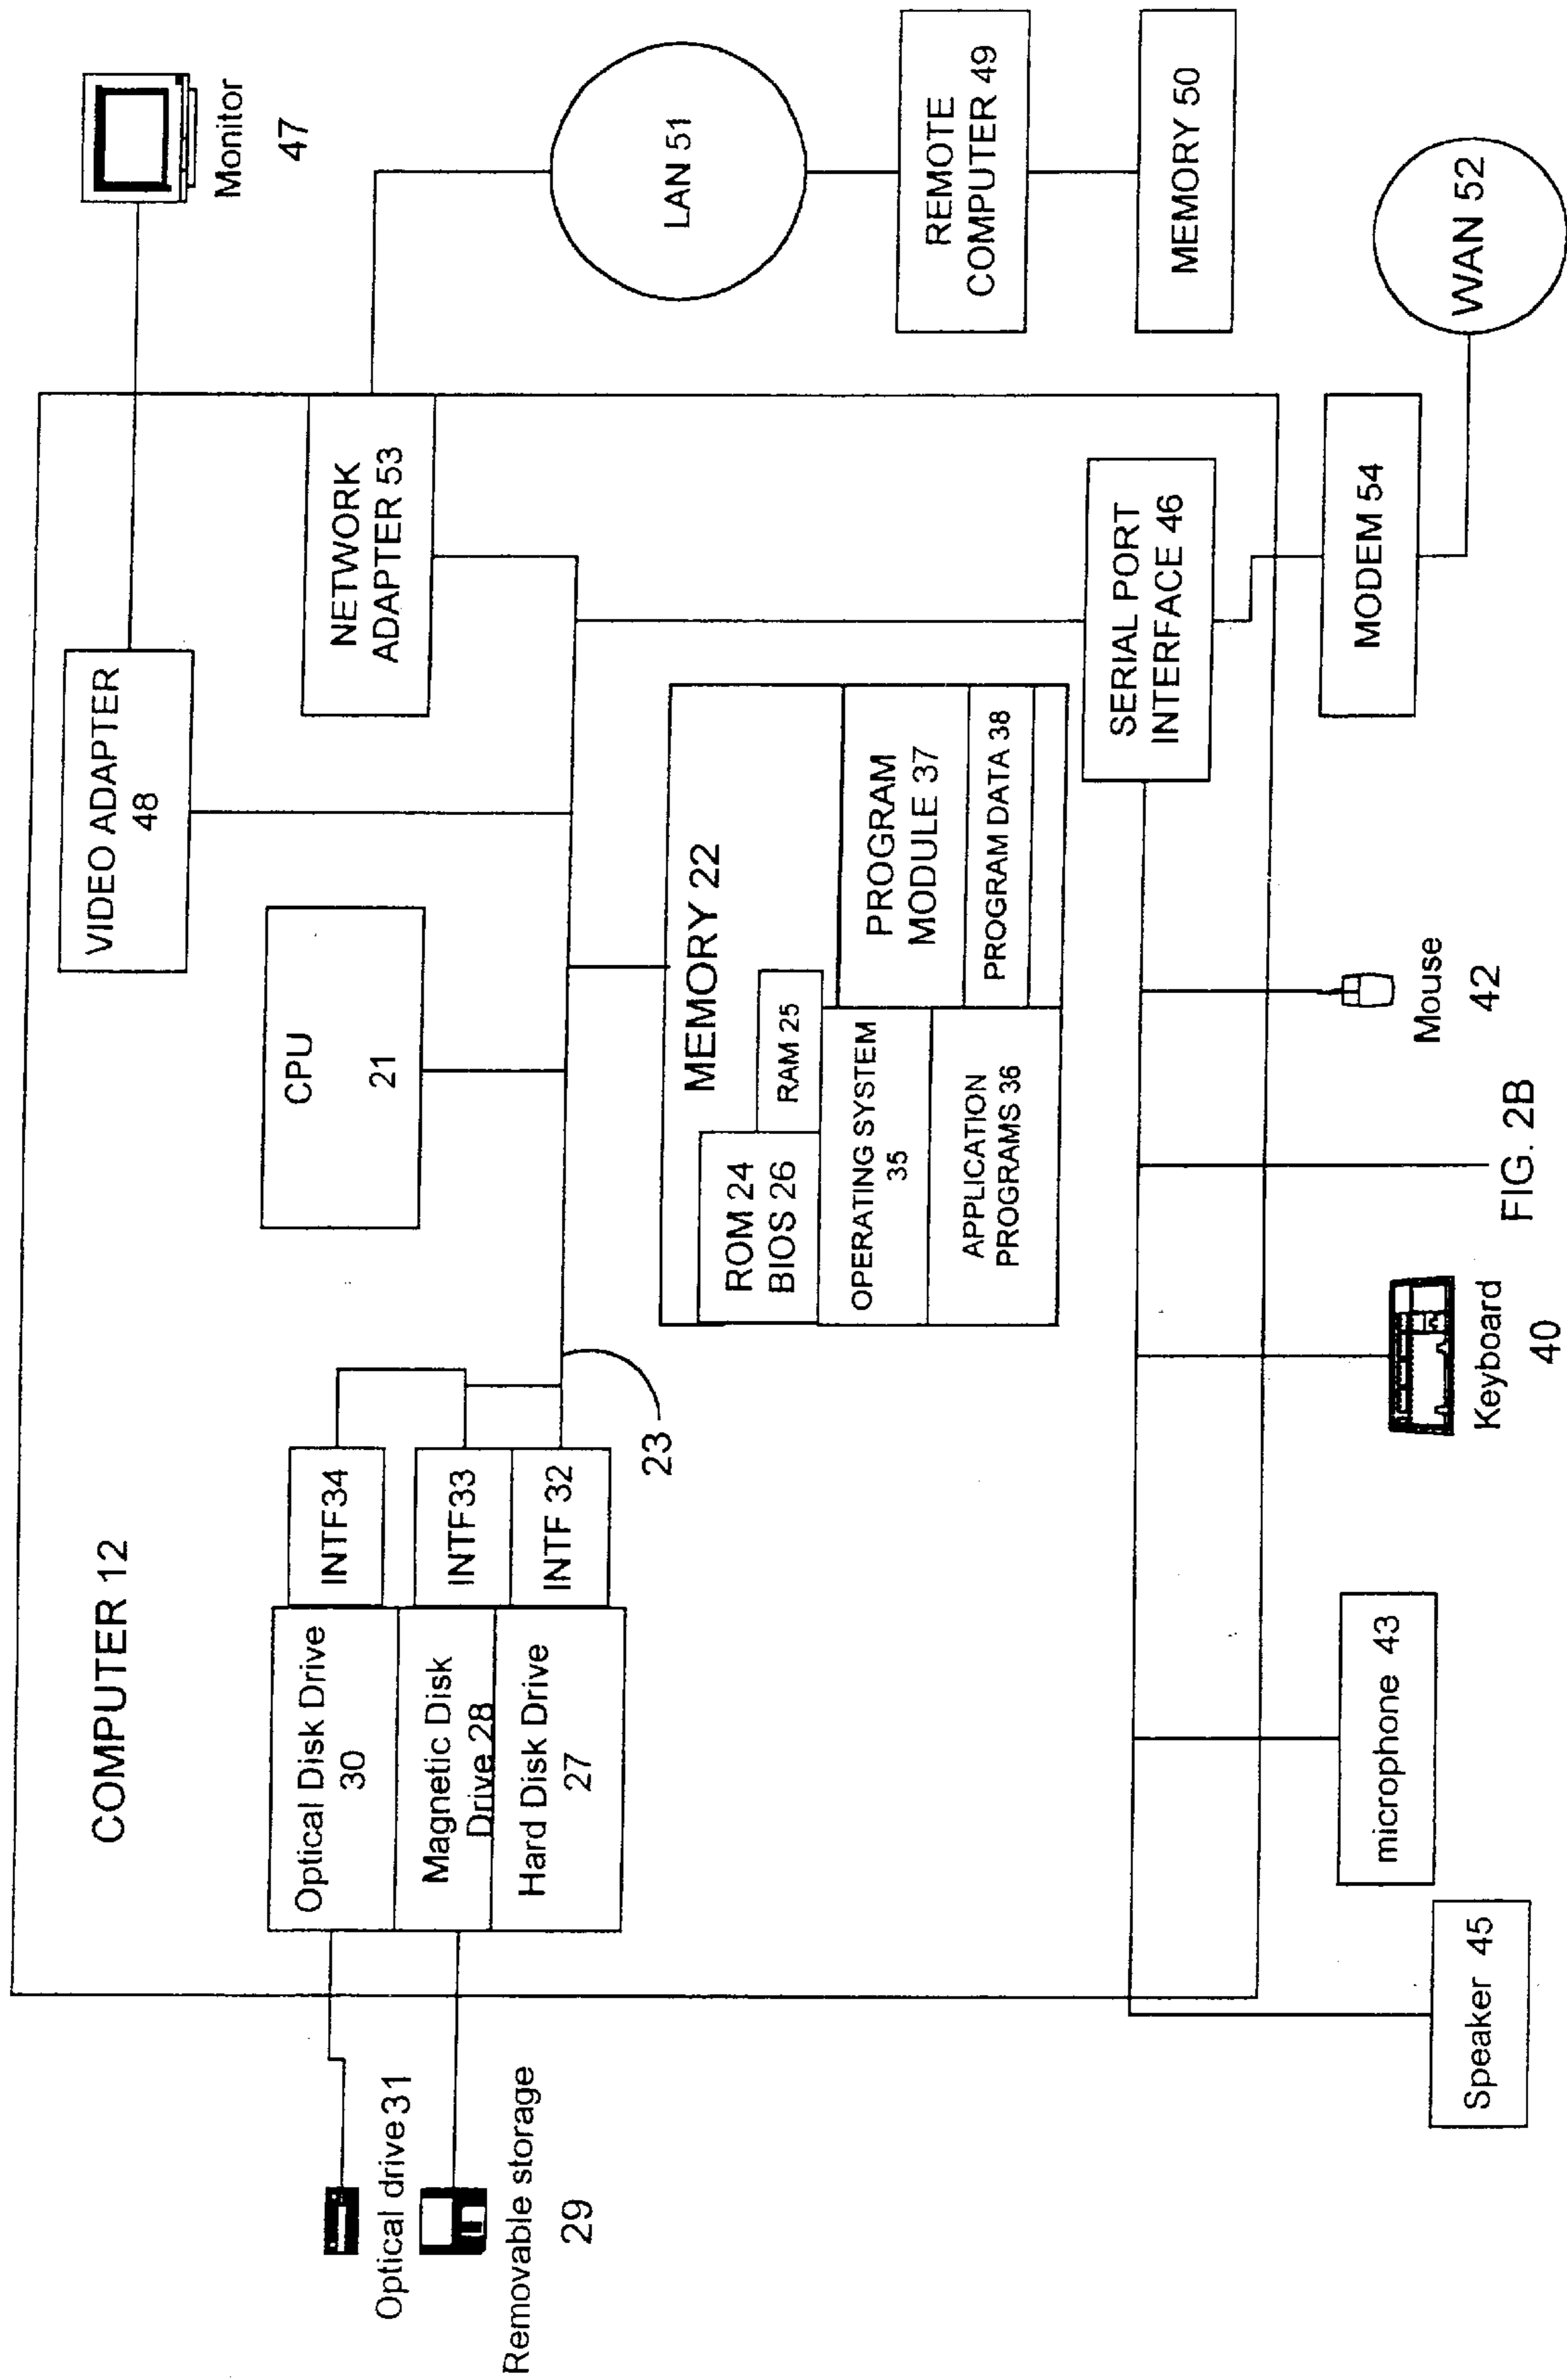 COMPUTER 12
Optical drive31
Removable storage
29
Optical Disk Drive
30
Magnetic Disk
Drive 28
Hard Disk Drive
27
INTF34
INTF33
INTF 32
23
CPU
21
VIDEO ADAPTER
48
Monitor
47
NETWORK
ADAPTER 53
MEMORY 22
ROM 24
BIOS 26
RAM 25
OPERATING SYSTEM
35
APPLICATION
PROGRAMS 36
PROGRAM
MODULE 37
PROGRAM DATA 38
LAN 51
REMOTE
COMPUTER 49
MEMORY 50
SERIAL PORT
INTERFACE 46
MODEM 54
WAN 52
Speaker 45
microphone 43
Keyboard
40
Mouse
42
FIG. 2B